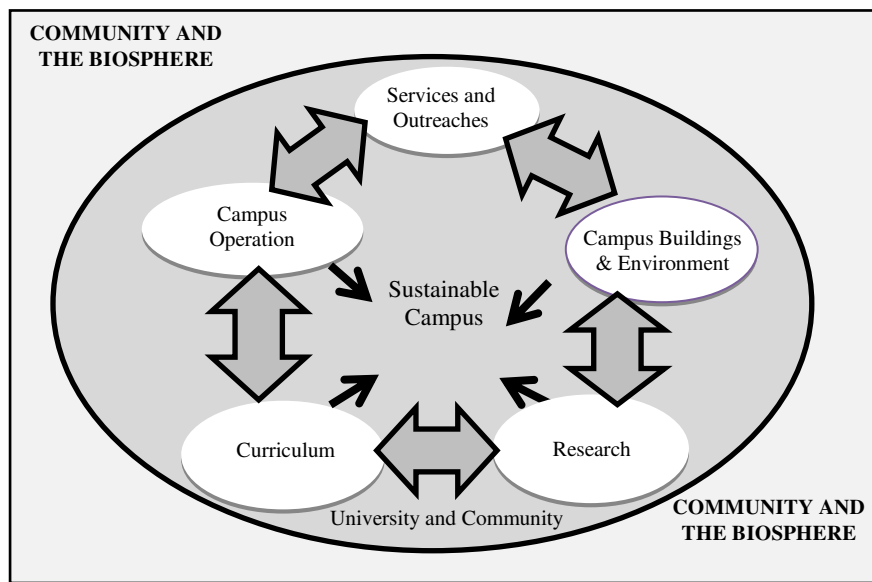 COMMUNITY AND
THE BIOSPHERE
Services and
Outreaches
Campus
Operation
Campus Buildings
& Environment
Sustainable
Campus
Curriculum
Research
University and Community
COMMUNITY AND
THE BIOSPHERE